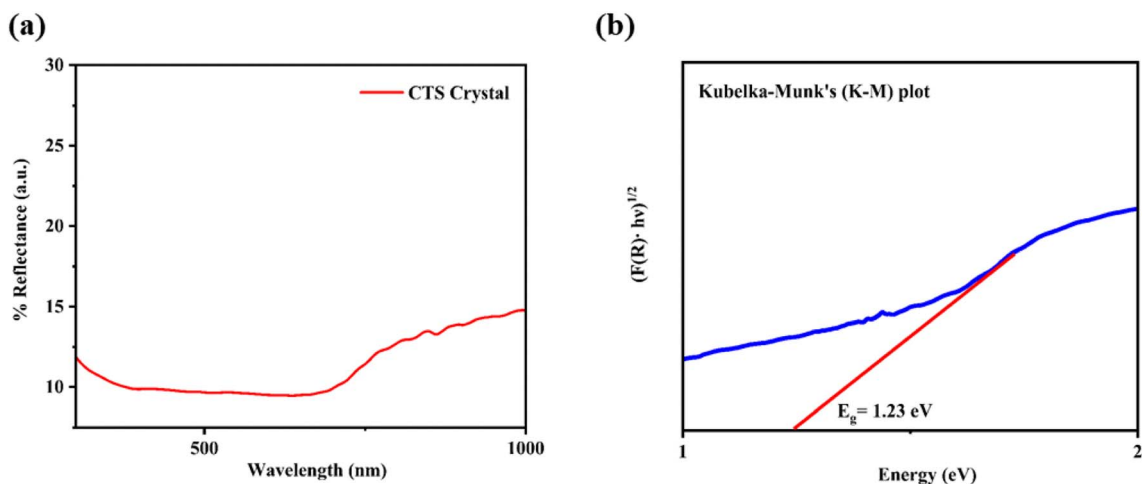 (a)
30
25
20
15
10
% Reflectance (a.u.)
CTS Crystal
500
1000
Wavelength (nm)
(b)
Kubelka-Munk's (K-M) plot
(F(R)· hν)^1/2
E_g= 1.23 eV
1
2
Energy (eV)